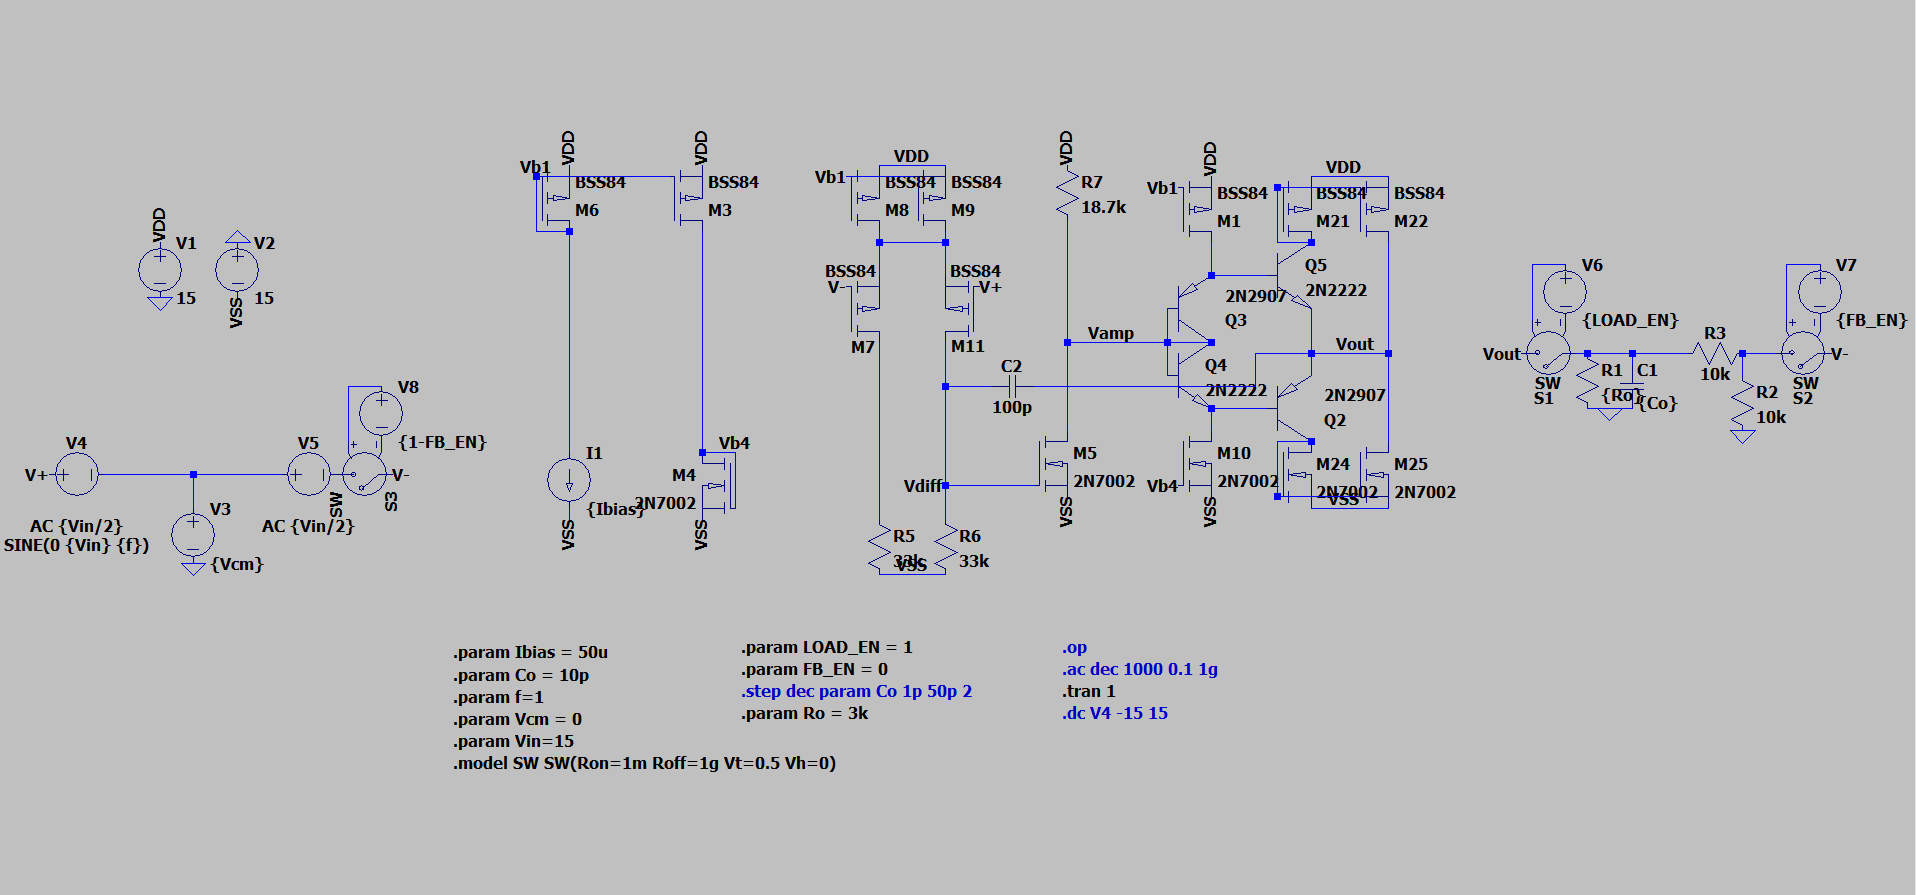 VDD
V1
15
V2
15
VSS
V4
V+
AC {Vin/2}
SINE(0 {Vin} {f})
V3
{Vcm}
V5
AC {Vin/2}
V8
{1-FB_EN}
V-
SW
S3
Vb1
VDD
BSS84
M6
VDD
BSS84
M3
I1
{Ibias}
VSS
Vb4
M4
2N7002
VSS
VDD
Vb1
BSS84
M8
BSS84
M9
BSS84
V-
M7
BSS84
V+
M11
C2
100p
Vdiff
R5
33k
R6
33k
VSS
VDD
R7
18.7k
Vamp
M5
2N7002
VSS
VDD
Vb1
BSS84
M1
2N2907
Q3
Q4
2N2222
M10
2N7002
Vb4
VSS
VDD
BSS84
M21
BSS84
M22
Q5
2N2222
Vout
2N2907
Q2
M24
2N7002
M25
2N7002
VSS
V6
{LOAD_EN}
Vout
SW
S1
R1
{Ro}
C1
{Co}
R3
10k
R2
10k
V7
{FB_EN}
V-
SW
S2
.param Ibias = 50u
.param Co = 10p
.param f=1
.param Vcm = 0
.param Vin=15
.model SW SW(Ron=1m Roff=1g Vt=0.5 Vh=0)
.param LOAD_EN = 1
.param FB_EN = 0
.step dec param Co 1p 50p 2
.param Ro = 3k
.op
.ac dec 1000 0.1 1g
.tran 1
.dc V4 -15 15